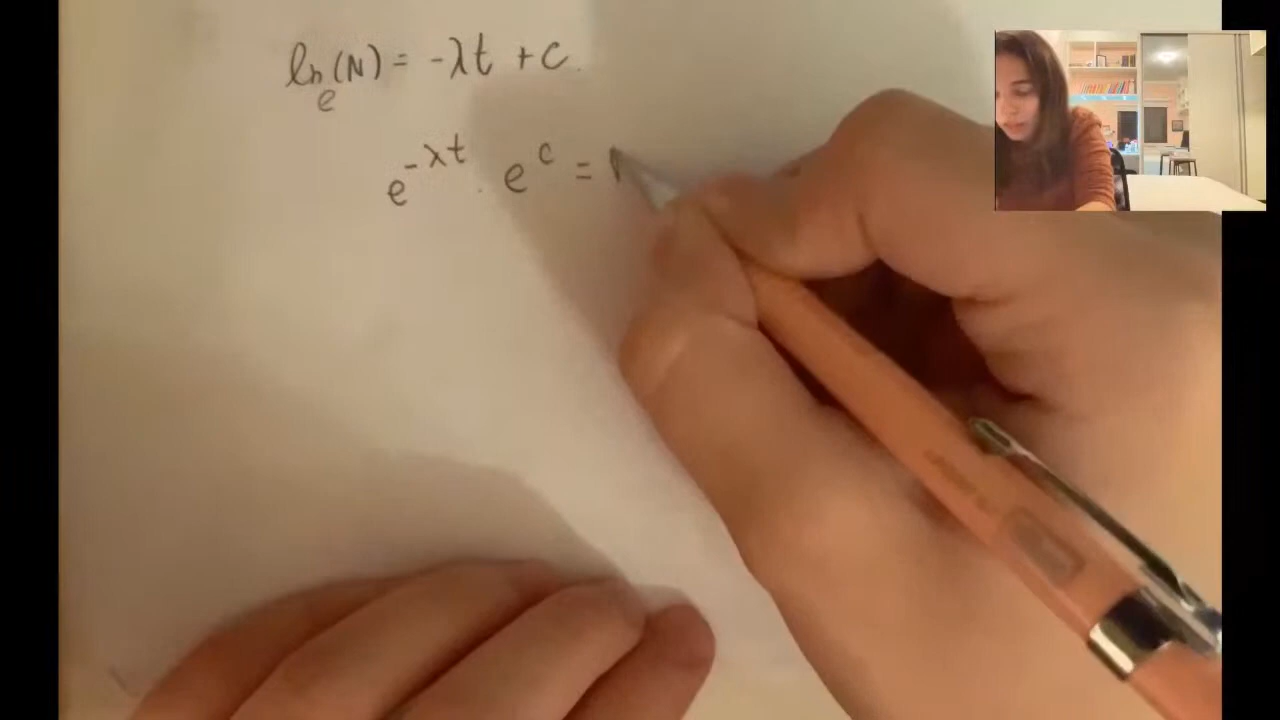 ln(N) = -λt + c.
e
e^{-λt} · e^c = N